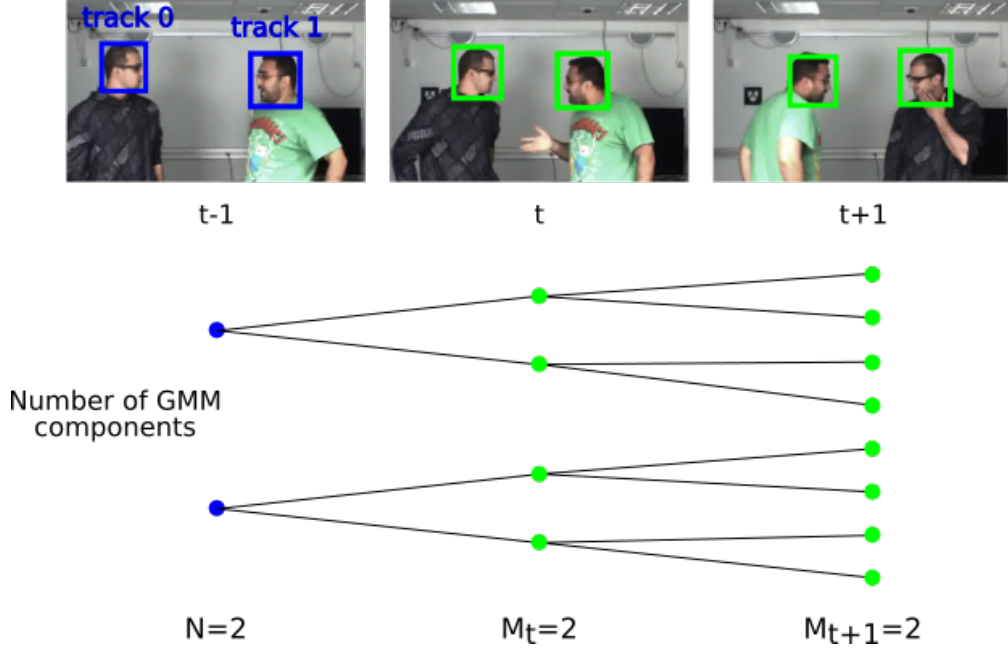 track 0
track 1
t-1
t
t+1
Number of GMM
components
N=2
Mt=2
Mt+1=2